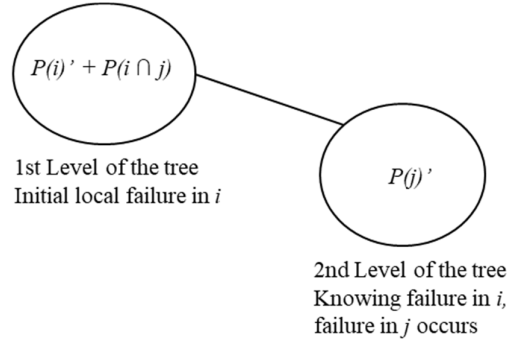 P(i)' + P(i ∩ j)
1st Level of the tree
Initial local failure in i
P(j)'
2nd Level of the tree
Knowing failure in i,
failure in j occurs